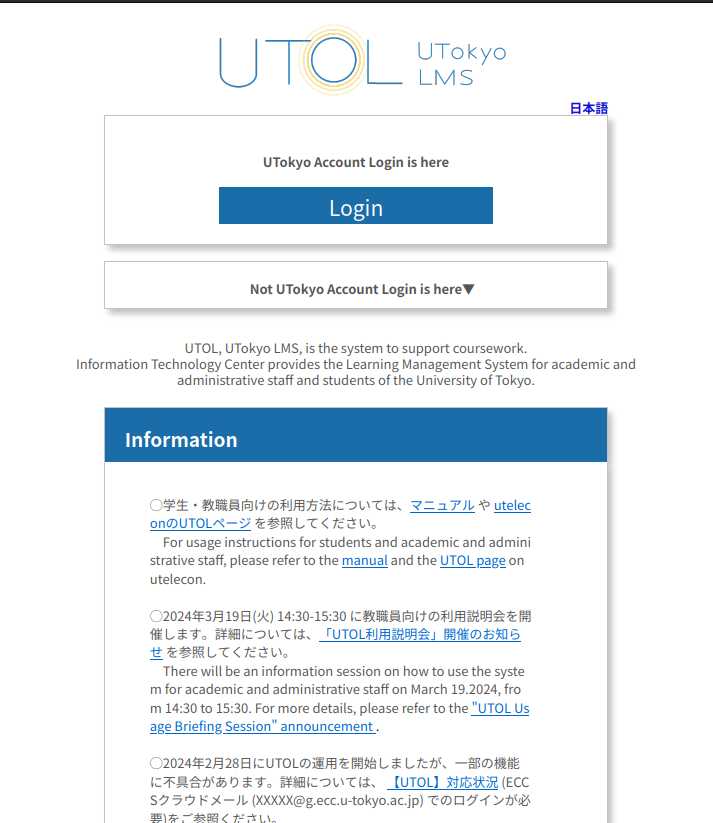 UTOL UTokyo
LMS
日本語
UTokyo Account Login is here
Login
Not UTokyo Account Login is here▼
UTOL, UTokyo LMS, is the system to support coursework.
Information Technology Center provides the Learning Management System for academic and
administrative staff and students of the University of Tokyo.
Information
〇学生・教職員向けの利用方法については、マニュアル や utelec
onのUTOLページ を参照してください。
For usage instructions for students and academic and admini
strative staff, please refer to the manual and the UTOL page on
utelecon.
〇2024年3月19日(火) 14:30-15:30 に教職員向けの利用説明会を開
催します。詳細については、「UTOL利用説明会」開催のお知ら
せ を参照してください。
There will be an information session on how to use the syste
m for academic and administrative staff on March 19.2024, fro
m 14:30 to 15:30. For more details, please refer to the "UTOL Us
age Briefing Session" announcement .
〇2024年2月28日にUTOLの運用を開始しましたが、一部の機能
に不具合があります。詳細については、 【UTOL】対応状況 (ECC
Sクラウドメール (XXXXX@g.ecc.u-tokyo.ac.jp) でのログインが必
要)をご参照ください。